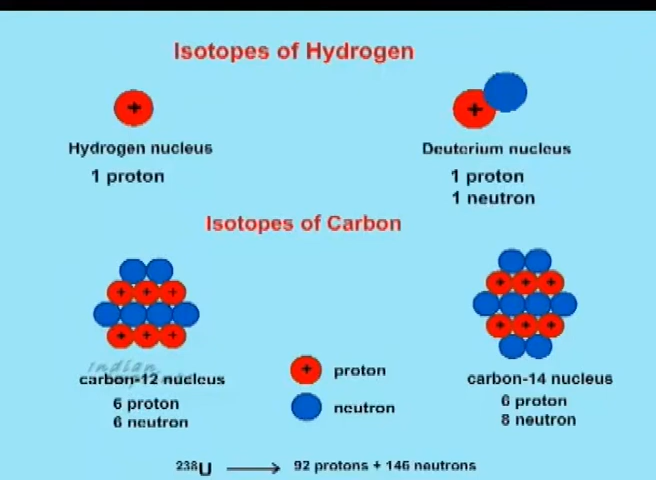 Isotopes of Hydrogen
+
+
Hydrogen nucleus
1 proton
Deuterium nucleus
1 proton
1 neutron
Isotopes of Carbon
+ + +
+ + +
+ + +
+ + +
indian
carbon-12 nucleus
6 proton
6 neutron
+ proton
neutron
carbon-14 nucleus
6 proton
8 neutron
²³⁸U ⟶ 92 protons + 146 neutrons